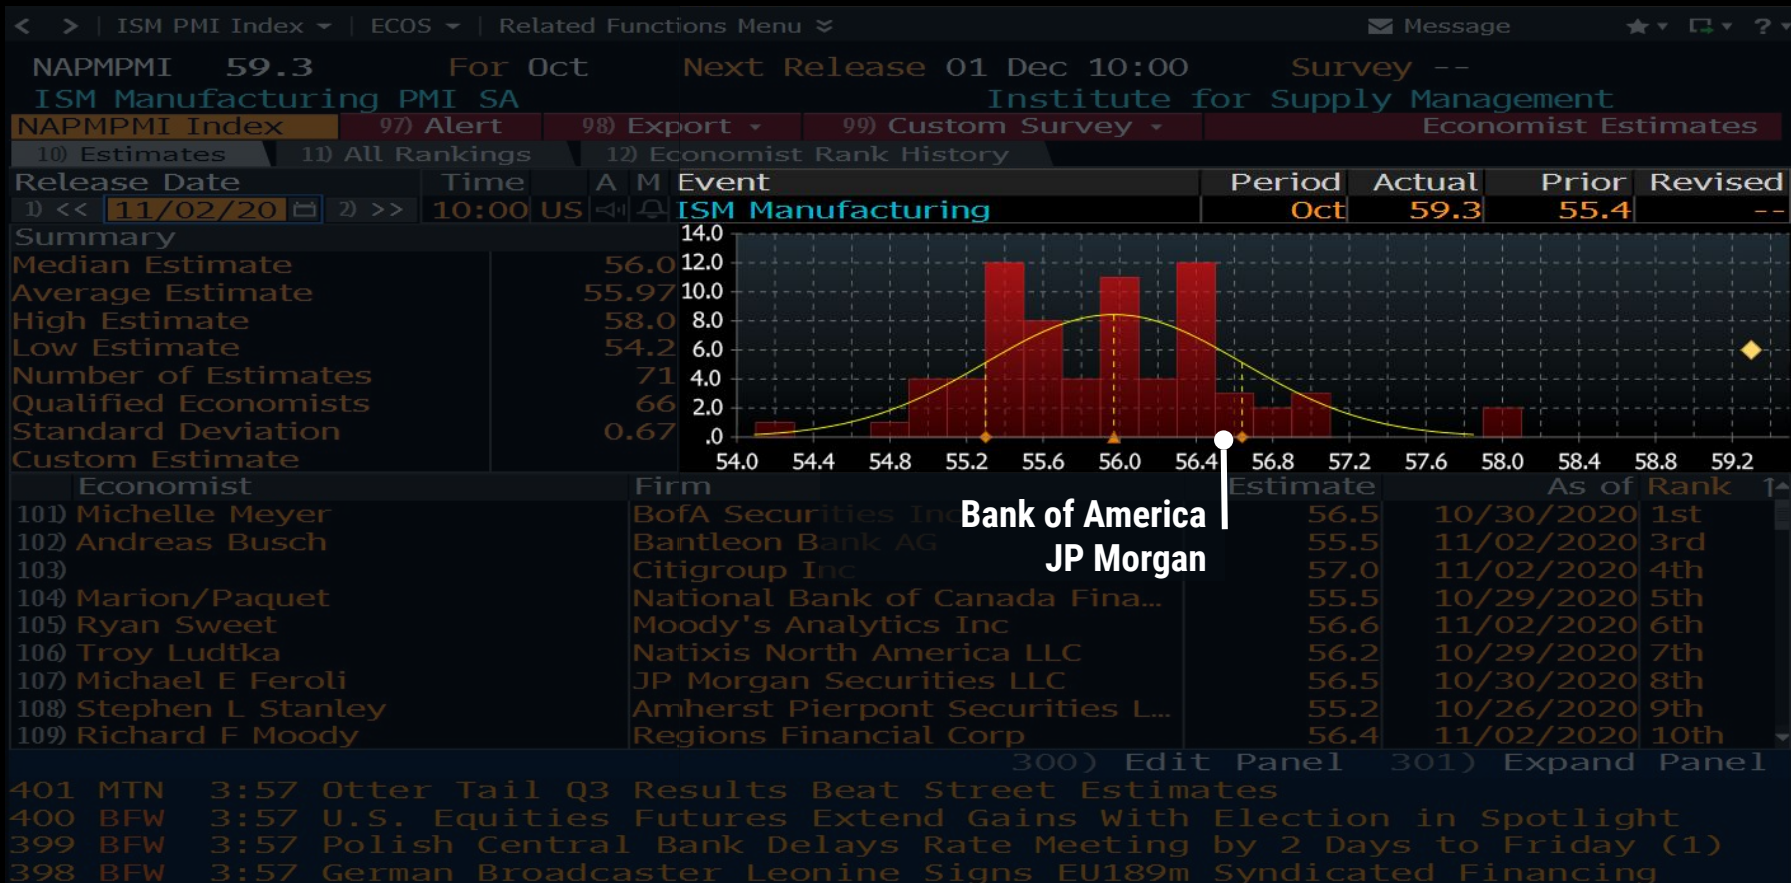 < > ISM PMI Index ECOS Related Functions Menu Message ?
NAPMPMI 59.3 For Oct Next Release 01 Dec 10:00 Survey --
ISM Manufacturing PMI SA Institute for Supply Management
NAPMPMI Index 97) Alert 98) Export 99) Custom Survey Economist Estimates
10) Estimates 11) All Rankings 12) Economist Rank History
Release Date Time A M Event Period Actual Prior Revised
1) << 11/02/20 2) >> 10:00 US ISM Manufacturing Oct 59.3 55.4 --
Summary
Median Estimate 56.0
Average Estimate 55.97
High Estimate 58.0
Low Estimate 54.2
Number of Estimates 71
Qualified Economists 66
Standard Deviation 0.67
Custom Estimate
14.0
12.0
10.0
8.0
6.0
4.0
2.0
.0
54.0 54.4 54.8 55.2 55.6 56.0 56.4 56.8 57.2 57.6 58.0 58.4 58.8 59.2
Economist Firm Estimate As of Rank
101) Michelle Meyer BofA Securities Inc 56.5 10/30/2020 1st
102) Andreas Busch Bantleon Bank AG 55.5 11/02/2020 3rd
103) Citigroup Inc 57.0 11/02/2020 4th
104) Marion/Paquet National Bank of Canada Fina... 55.5 10/29/2020 5th
105) Ryan Sweet Moody's Analytics Inc 56.6 11/02/2020 6th
106) Troy Ludtka Natixis North America LLC 56.2 10/29/2020 7th
107) Michael E Feroli JP Morgan Securities LLC 56.5 10/30/2020 8th
108) Stephen L Stanley Amherst Pierpont Securities L... 55.2 10/26/2020 9th
109) Richard F Moody Regions Financial Corp 56.4 11/02/2020 10th
Bank of America
JP Morgan
300) Edit Panel 301) Expand Panel
401 MTN 3:57 Otter Tail Q3 Results Beat Street Estimates
400 BFW 3:57 U.S. Equities Futures Extend Gains With Election in Spotlight
399 BFW 3:57 Polish Central Bank Delays Rate Meeting by 2 Days to Friday (1)
398 BFW 3:57 German Broadcaster Leonine Signs EU189m Syndicated Financing